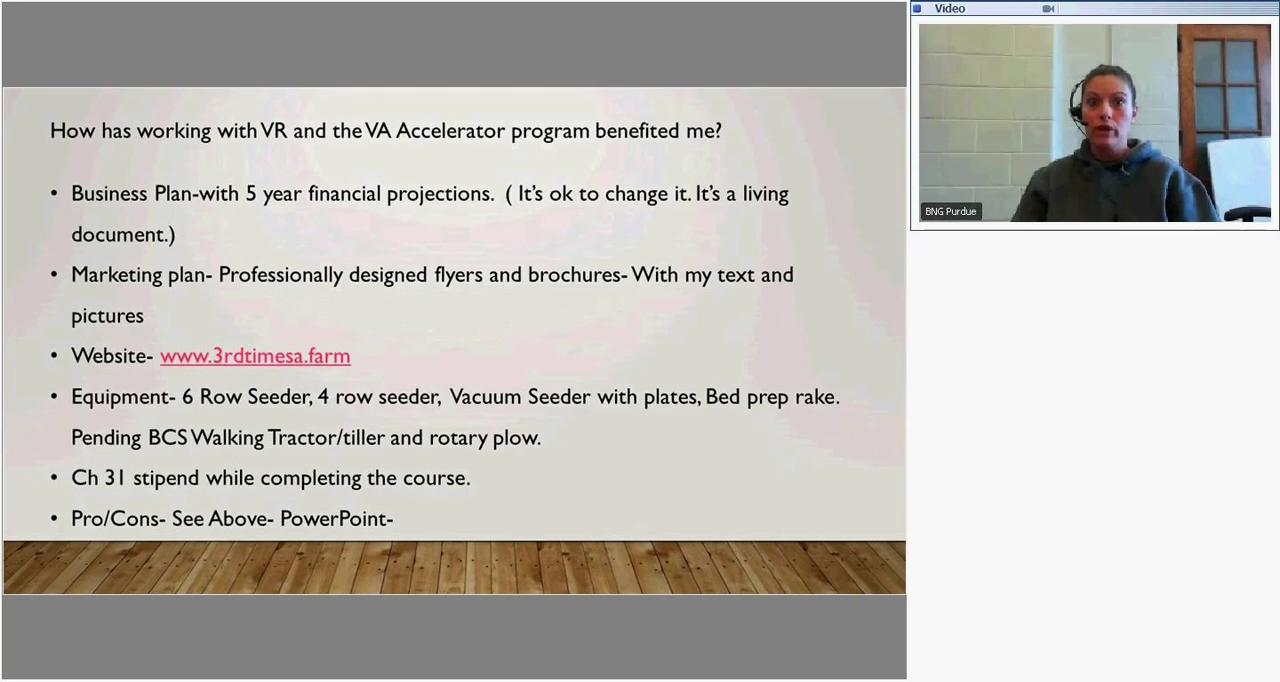 Video
How has working with VR and the VA Accelerator program benefited me?
• Business Plan-with 5 year financial projections. ( It's ok to change it. It's a living
document.)
• Marketing plan- Professionally designed flyers and brochures- With my text and
pictures
• Website- www.3rdtimesa.farm
• Equipment- 6 Row Seeder, 4 row seeder, Vacuum Seeder with plates, Bed prep rake.
Pending BCS Walking Tractor/tiller and rotary plow.
• Ch 31 stipend while completing the course.
• Pro/Cons- See Above- PowerPoint-
BNG Purdue